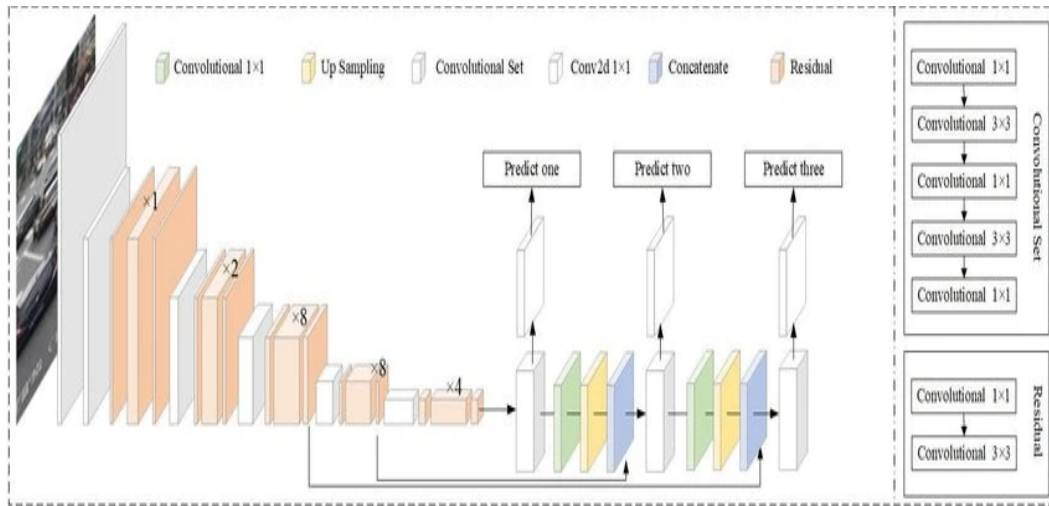 Convolutional 1×1
Up Sampling
Convolutional Set
Conv2d 1×1
Concatenate
Residual
×1
×2
×8
×8
×4
Predict one
Predict two
Predict three
Convolutional 1×1
Convolutional 3×3
Convolutional 1×1
Convolutional 3×3
Convolutional 1×1
Convolutional Set
Convolutional 1×1
Convolutional 3×3
Residual